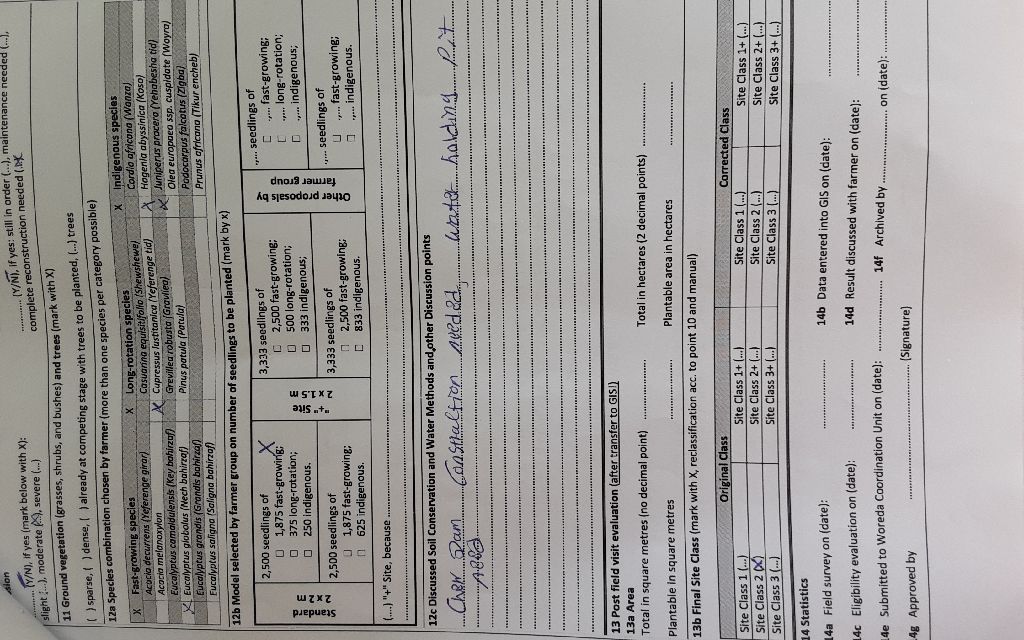 sion
(Y/N), if yes (mark below with X):
slight (...), moderate (X), severe (...)
(Y/N), if yes: still in order (...), maintenance needed (...),
complete reconstruction needed (X
11 Ground vegetation (grasses, shrubs, and bushes) and trees (mark with X)
( ) sparse, ( ) dense, ( ) already at competing stage with trees to be planted, (...) trees
12a Species combination chosen by farmer (more than one species per category possible)
X Fast-growing species X Long-rotation species X Indigenous species
Acacia decurrens (Yeferenge girar) Casuarina equistifolia (Shewshewe) Cordia africana (Wanza)
Acacia melanoxylon X Cupressus lusitanica (Yeferenge tid) X Hagenia abyssinica (Koso)
Eucalyptus camaldulensis (Key bahirzaf) Grevillea robusta (Gravilea) X Juniperus procera (Yehabesha tid)
X Eucalyptus globulus (Nech bahirzaf) Pinus patula (Patula) Olea europaea ssp. cuspidate (Woyra)
Eucalyptus grandis (Grandis bahirzaf) Podocarpus falcatus (Zigba)
Eucalyptus saligna (Saligna bahirzaf) Prunus africana (Tikur encheb)
12b Model selected by farmer group on number of seedlings to be planted (mark by x)
Standard
2 x 2 m
2,500 seedlings of
☐ 1,875 fast-growing; X
☐ 375 long-rotation;
☐ 250 indigenous.
2,500 seedlings of
☐ 1,875 fast-growing;
☐ 625 indigenous.
"+" Site
2 x 1.5 m
3,333 seedlings of
☐ 2,500 fast-growing;
☐ 500 long-rotation;
☐ 333 indigenous;
3,333 seedlings of
☐ 2,500 fast-growing;
☐ 833 indigenous.
Other proposals by
farmer group
.,... seedlings of
☐ .,... fast-growing;
☐ .,... long-rotation;
☐ .,... indigenous;
.,... seedlings of
☐ .,... fast-growing;
☐ .,... indigenous.
(...) "+" Site, because
12c Discussed Soil Conservation and Water Methods and other Discussion points
Chek Dam needed, water holding Pit
13 Post field visit evaluation (after transfer to GIS!)
13a Area
Total in square metres (no decimal point) Total in hectares (2 decimal points)
Plantable in square metres Plantable area in hectares
13b Final Site Class (mark with X, reclassification acc. to point 10 and manual)
Original Class Corrected Class
Site Class 1 (...) Site Class 1+ (...) Site Class 1 (...) Site Class 1+ (...)
Site Class 2 (X) Site Class 2+ (...) Site Class 2 (...) Site Class 2+ (...)
Site Class 3 (...) Site Class 3+ (...) Site Class 3 (...) Site Class 3+ (...)
14 Statistics
14a Field survey on (date): 14b Data entered into GIS on (date):
14c Eligibility evaluation on (date): 14d Result discussed with farmer on (date):
4e Submitted to Woreda Coordination Unit on (date): 14f Archived by on (date):
4g Approved by (Signature)